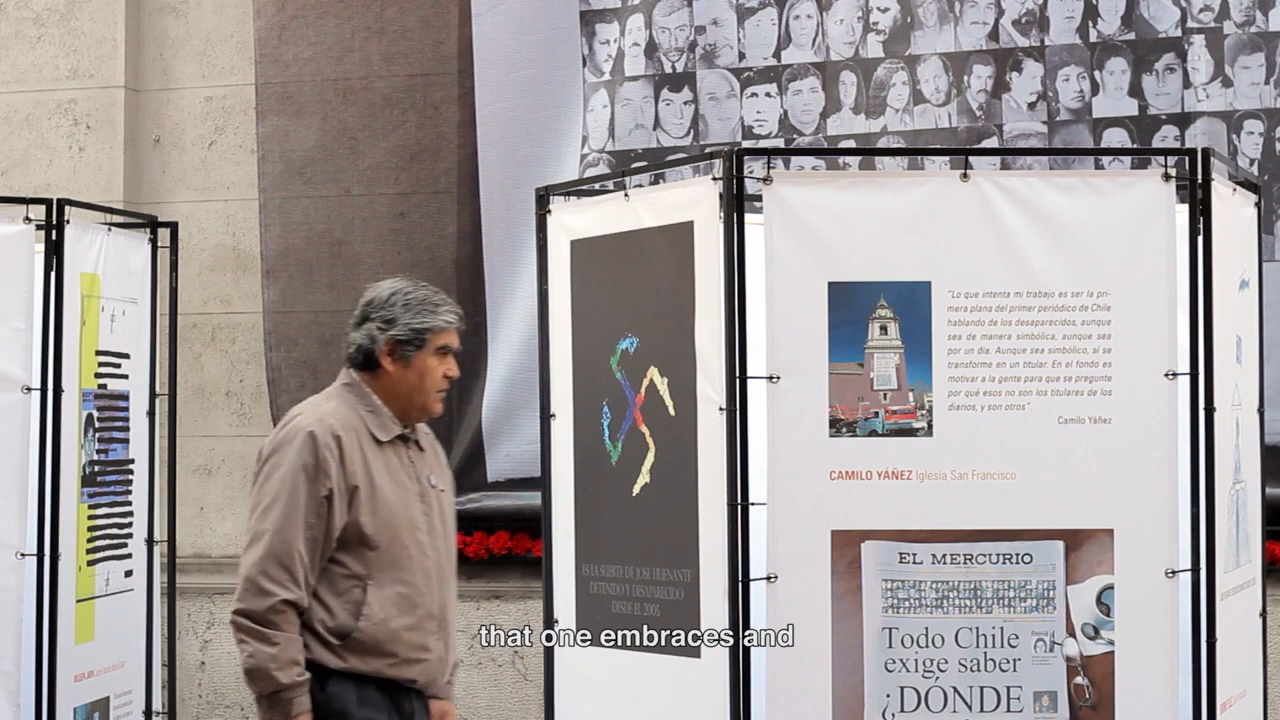 "Lo que intenta mi trabajo es ser la pri-
mera plana del primer periódico de Chile
hablando de los desaparecidos, aunque
sea de manera simbólica, aunque sea
por un día. Aunque sea simbólico, si se
transforme en un titular. En el fondo es
motivar a la gente para que se pregunte
por qué esos no son los titulares de los
diarios, y son otros".
Camilo Yáñez
CAMILO YÁÑEZ Iglesia San Francisco
EL MERCURIO
Todo Chile
exige saber
¿DÓNDE
ES LA SUERTE DE JOSE HUENANTE
DETENIDO Y DESAPARECIDO
DESDE EL 2005
that one embraces and